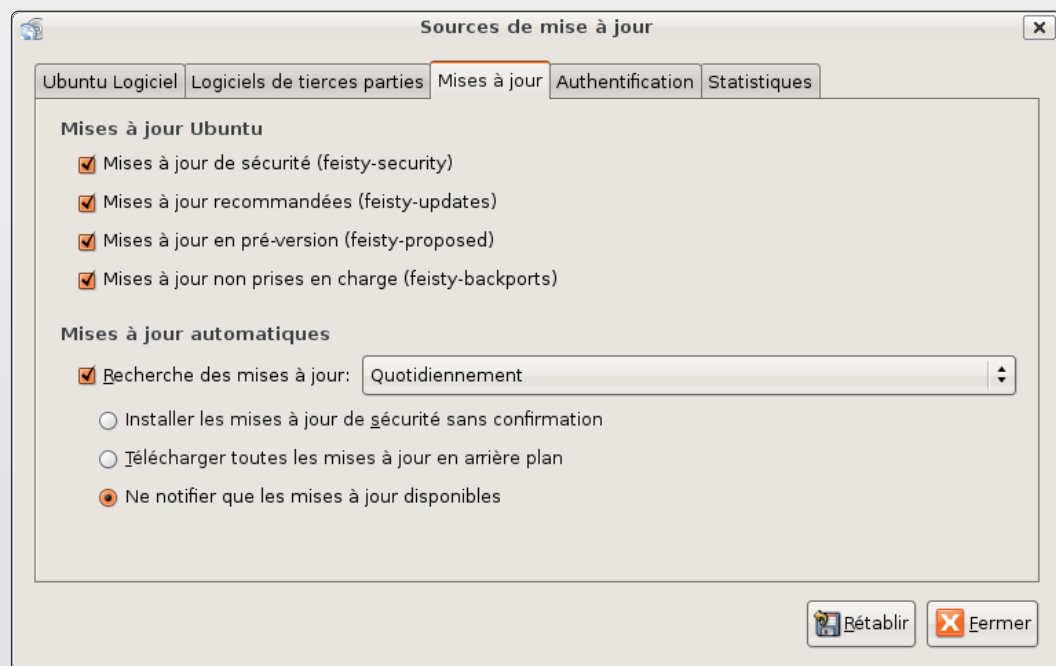 Sources de mise à jour
Ubuntu Logiciel Logiciels de tierces parties Mises à jour Authentification Statistiques
Mises à jour Ubuntu
Mises à jour de sécurité (feisty-security)
Mises à jour recommandées (feisty-updates)
Mises à jour en pré-version (feisty-proposed)
Mises à jour non prises en charge (feisty-backports)
Mises à jour automatiques
Recherche des mises à jour: Quotidiennement
Installer les mises à jour de sécurité sans confirmation
Télécharger toutes les mises à jour en arrière plan
Ne notifier que les mises à jour disponibles
Rétablir Fermer